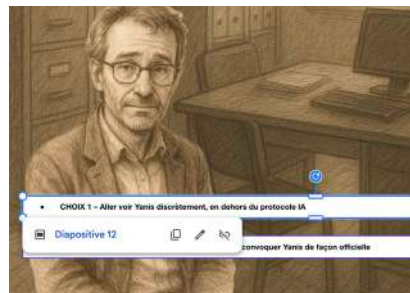 • CHOIX 1 – Aller voir Yanis discrètement, en dehors du protocole IA
Diapositive 12
convoquer Yanis de façon officielle